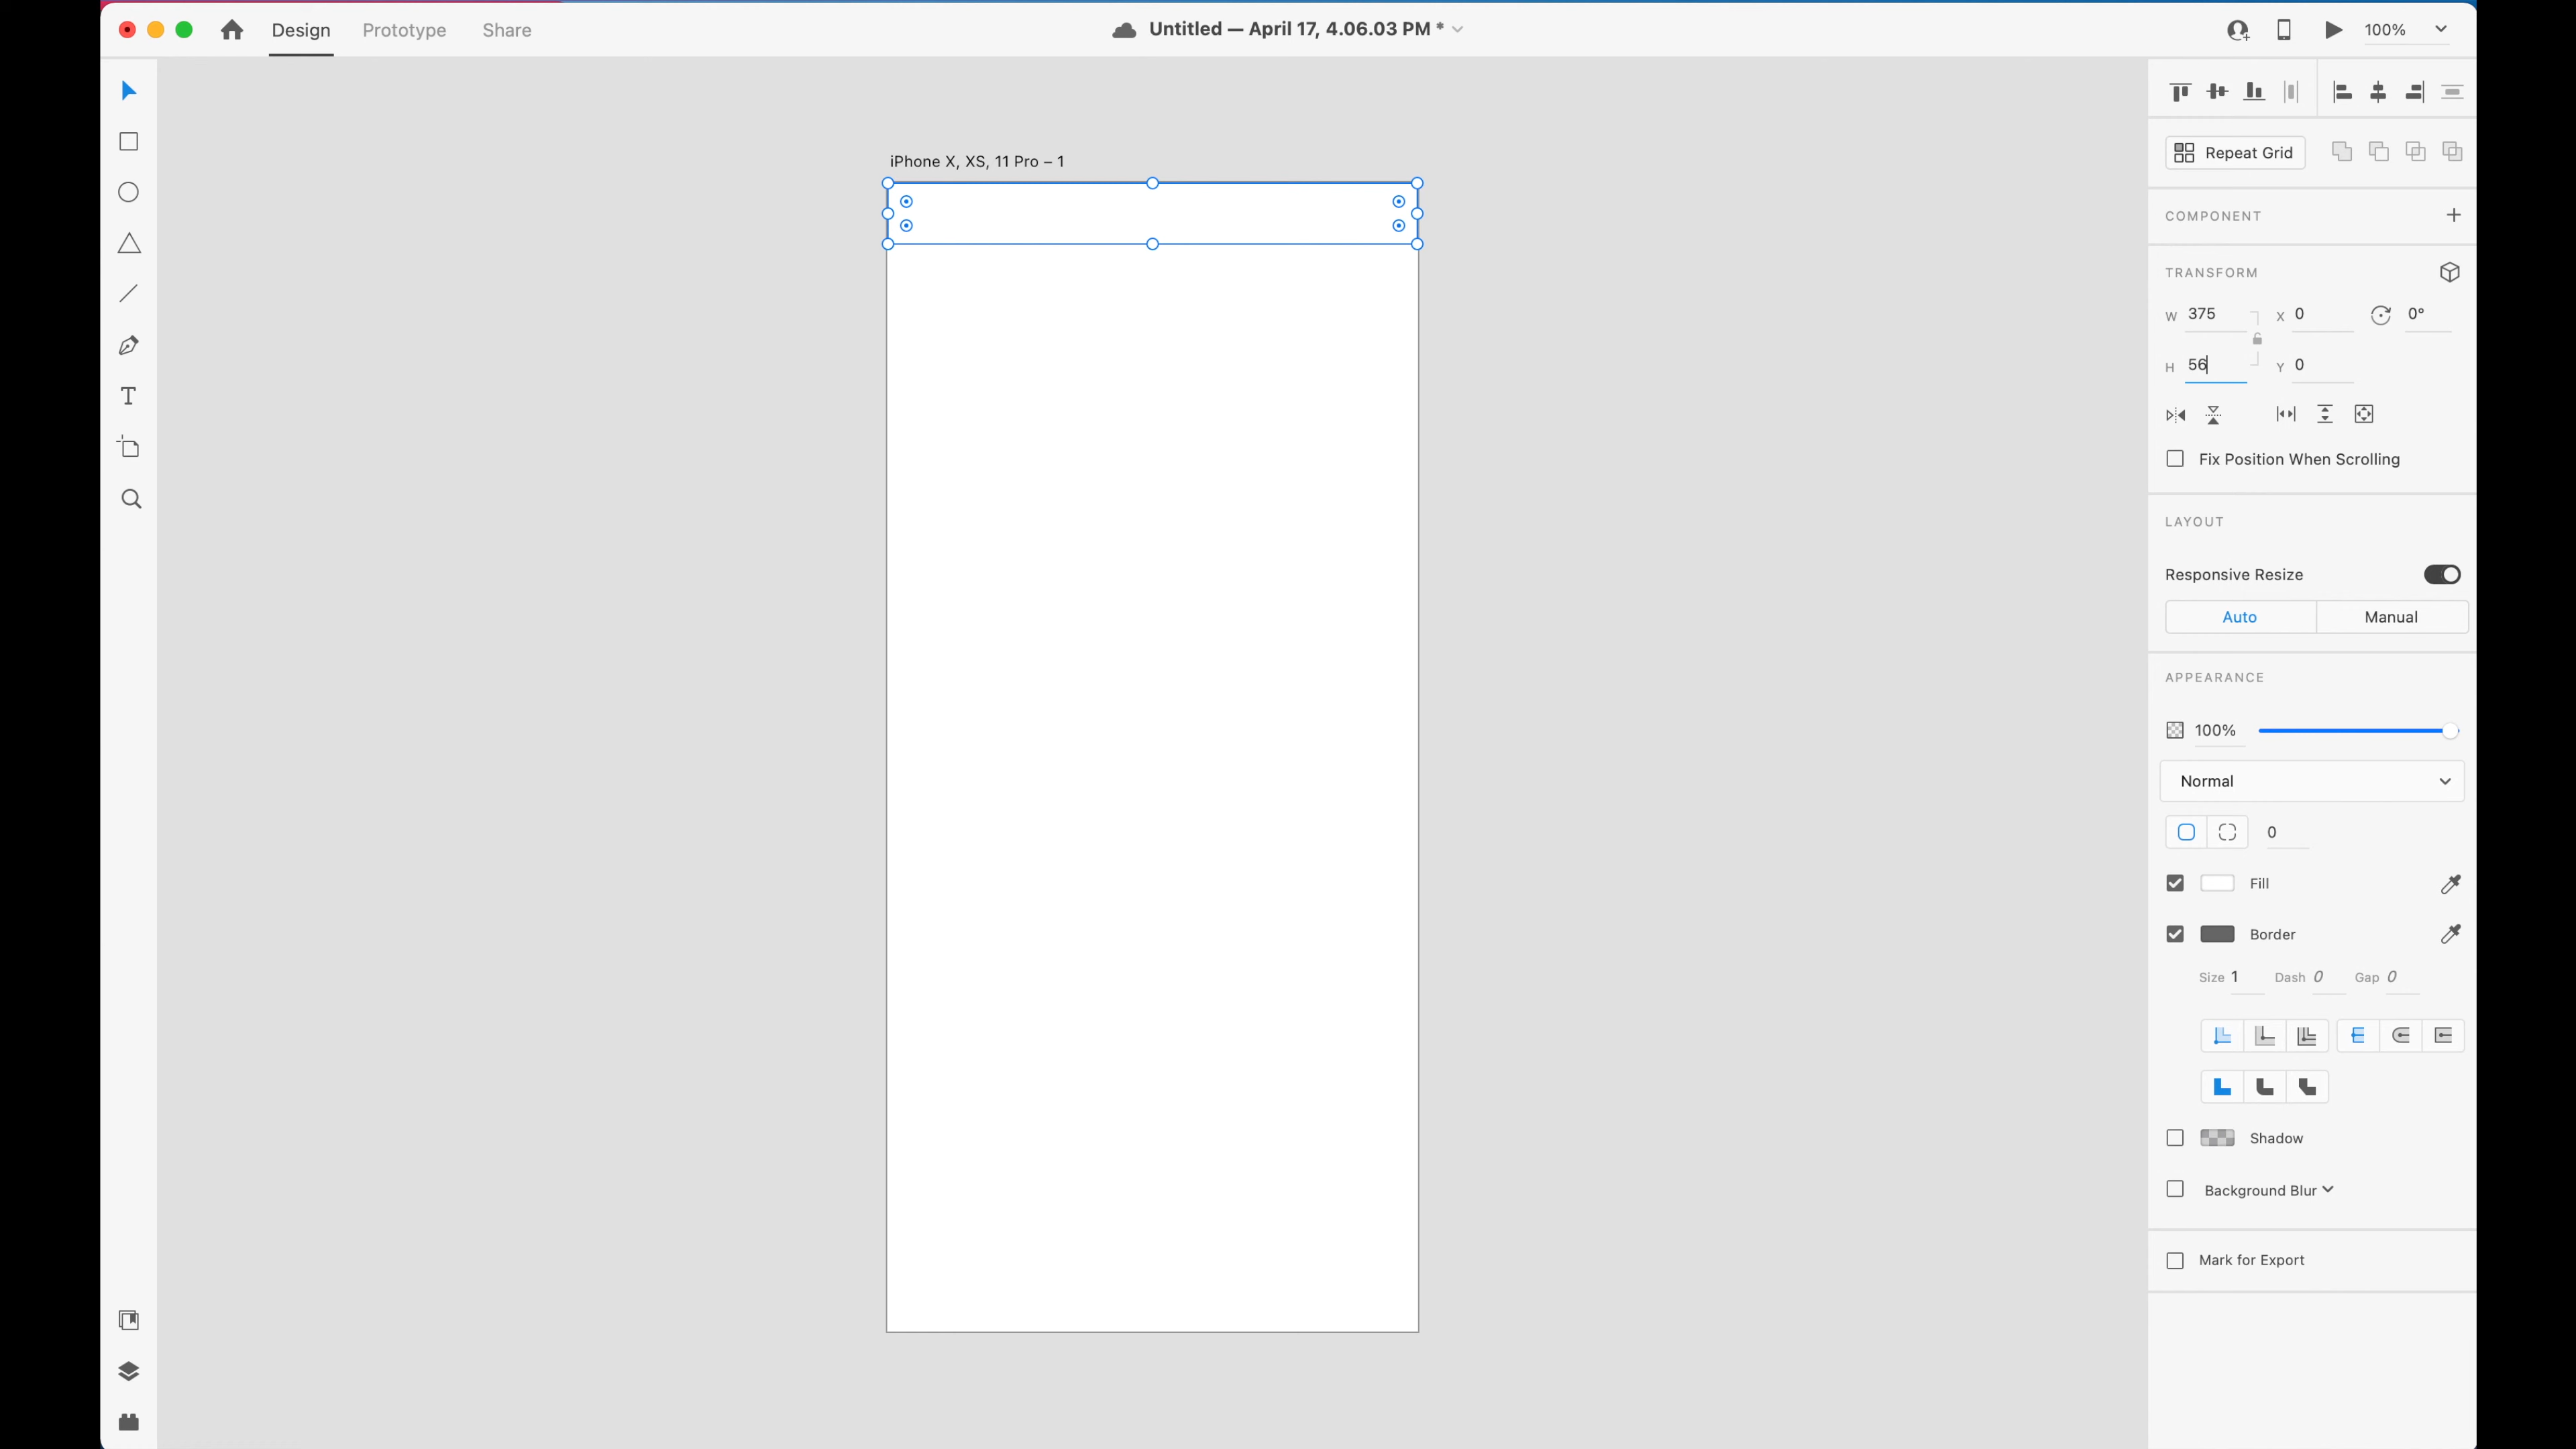 Design Prototype Share
Untitled — April 17, 4.06.03 PM *
100%
iPhone X, XS, 11 Pro – 1
Repeat Grid
COMPONENT
TRANSFORM
W 375 X 0 0°
H 56 Y 0
Fix Position When Scrolling
LAYOUT
Responsive Resize
Auto Manual
APPEARANCE
100%
Normal
0
Fill
Border
Size 1 Dash 0 Gap 0
Shadow
Background Blur
Mark for Export